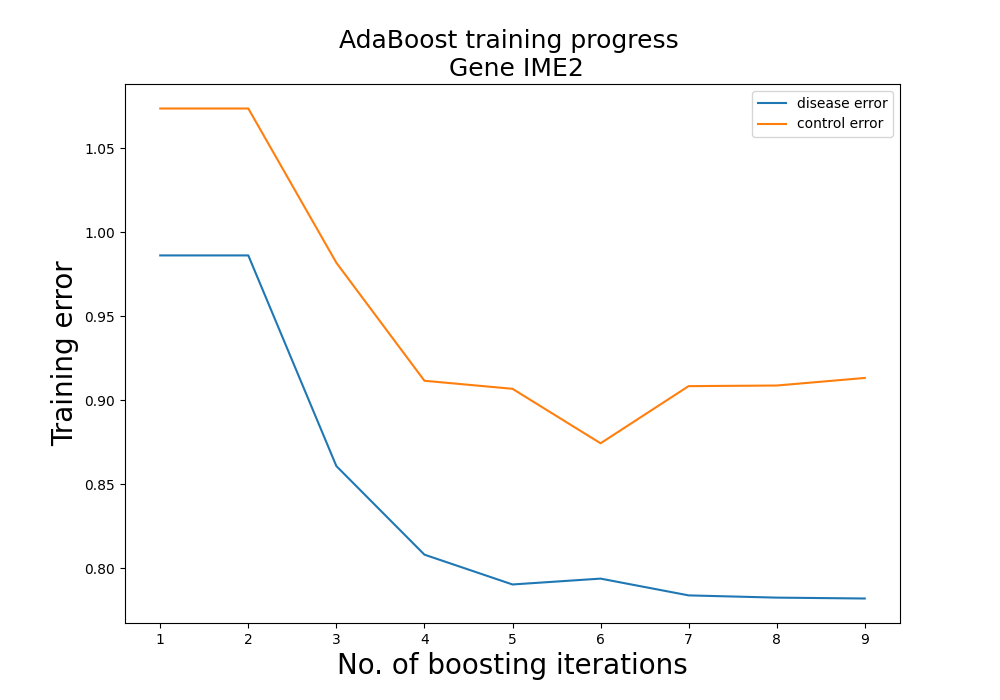 AdaBoost training progress
Gene IME2
disease error
control error
1.05
1.00
0.95
0.90
0.85
0.80
Training error
1 2 3 4 5 6 7 8 9
No. of boosting iterations